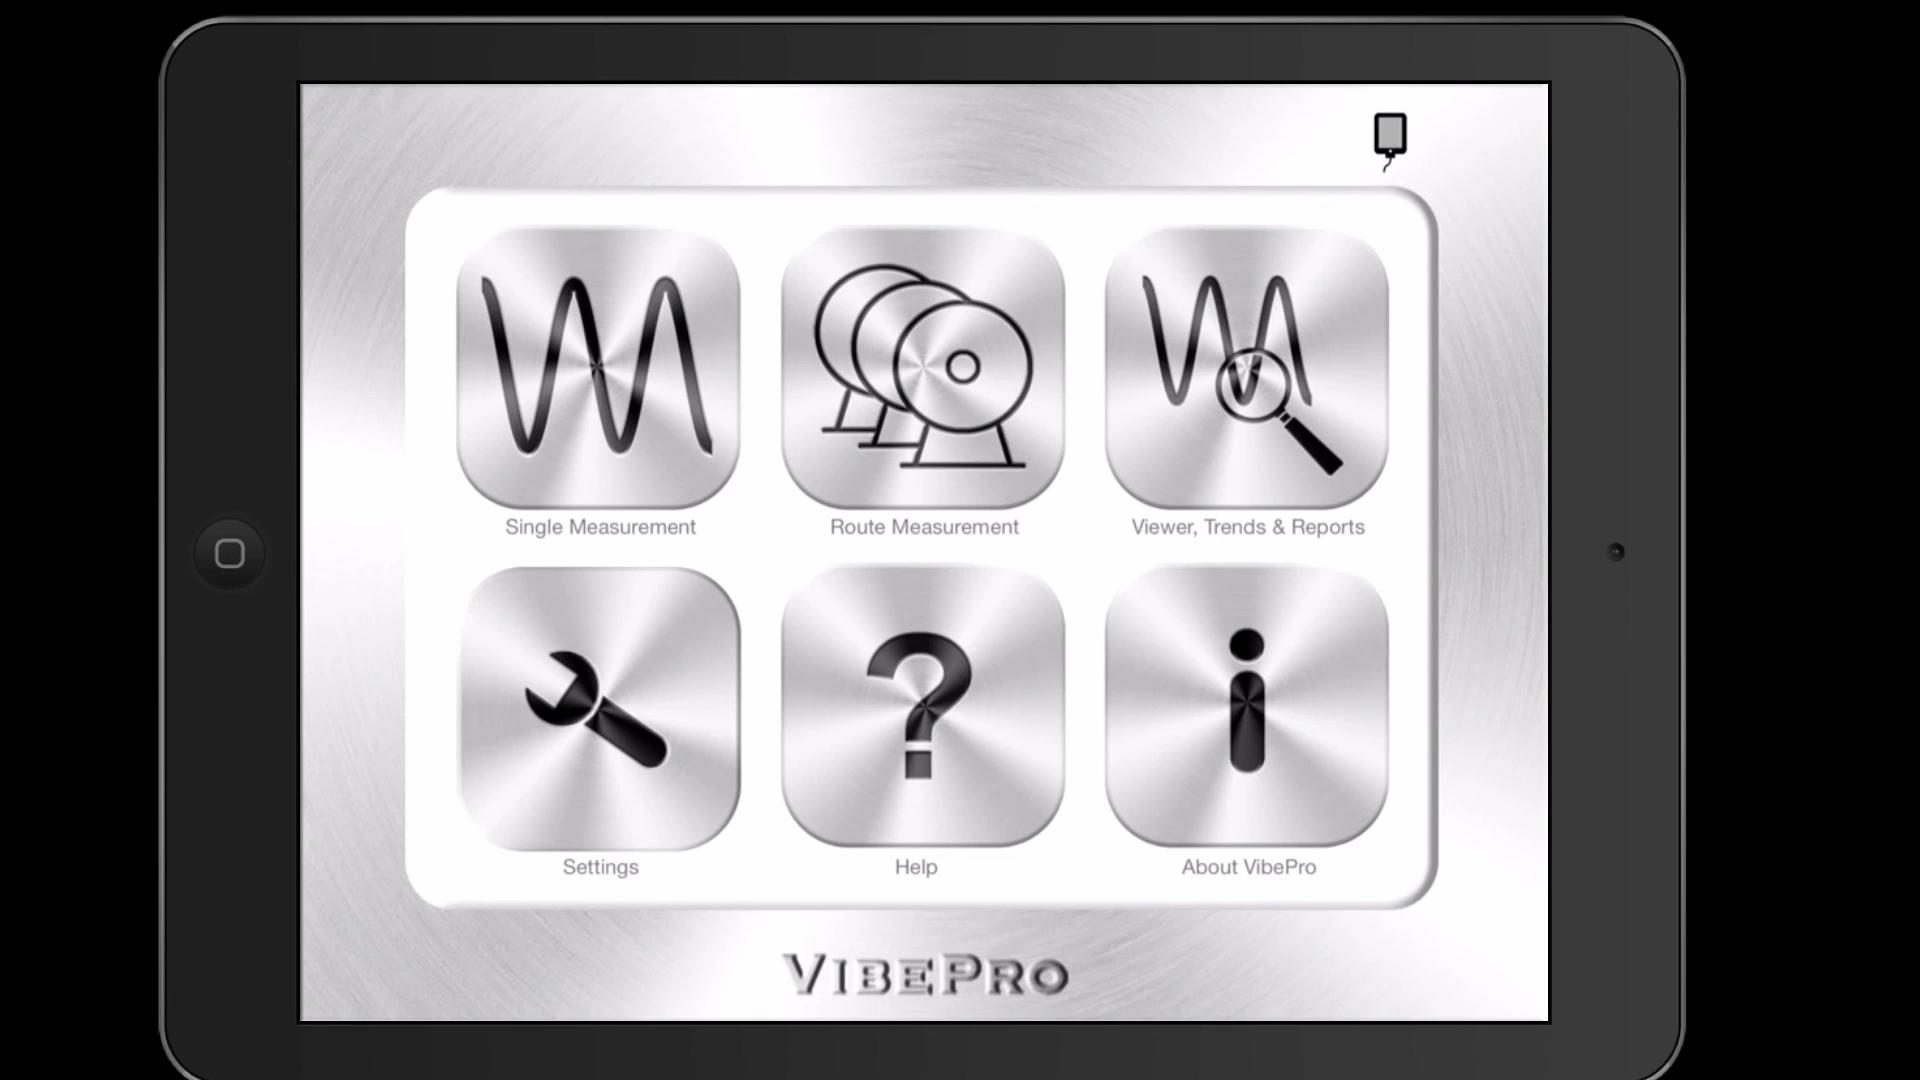 Single Measurement
Route Measurement
Viewer, Trends & Reports
Settings
Help
About VibePro
VIBEPRO